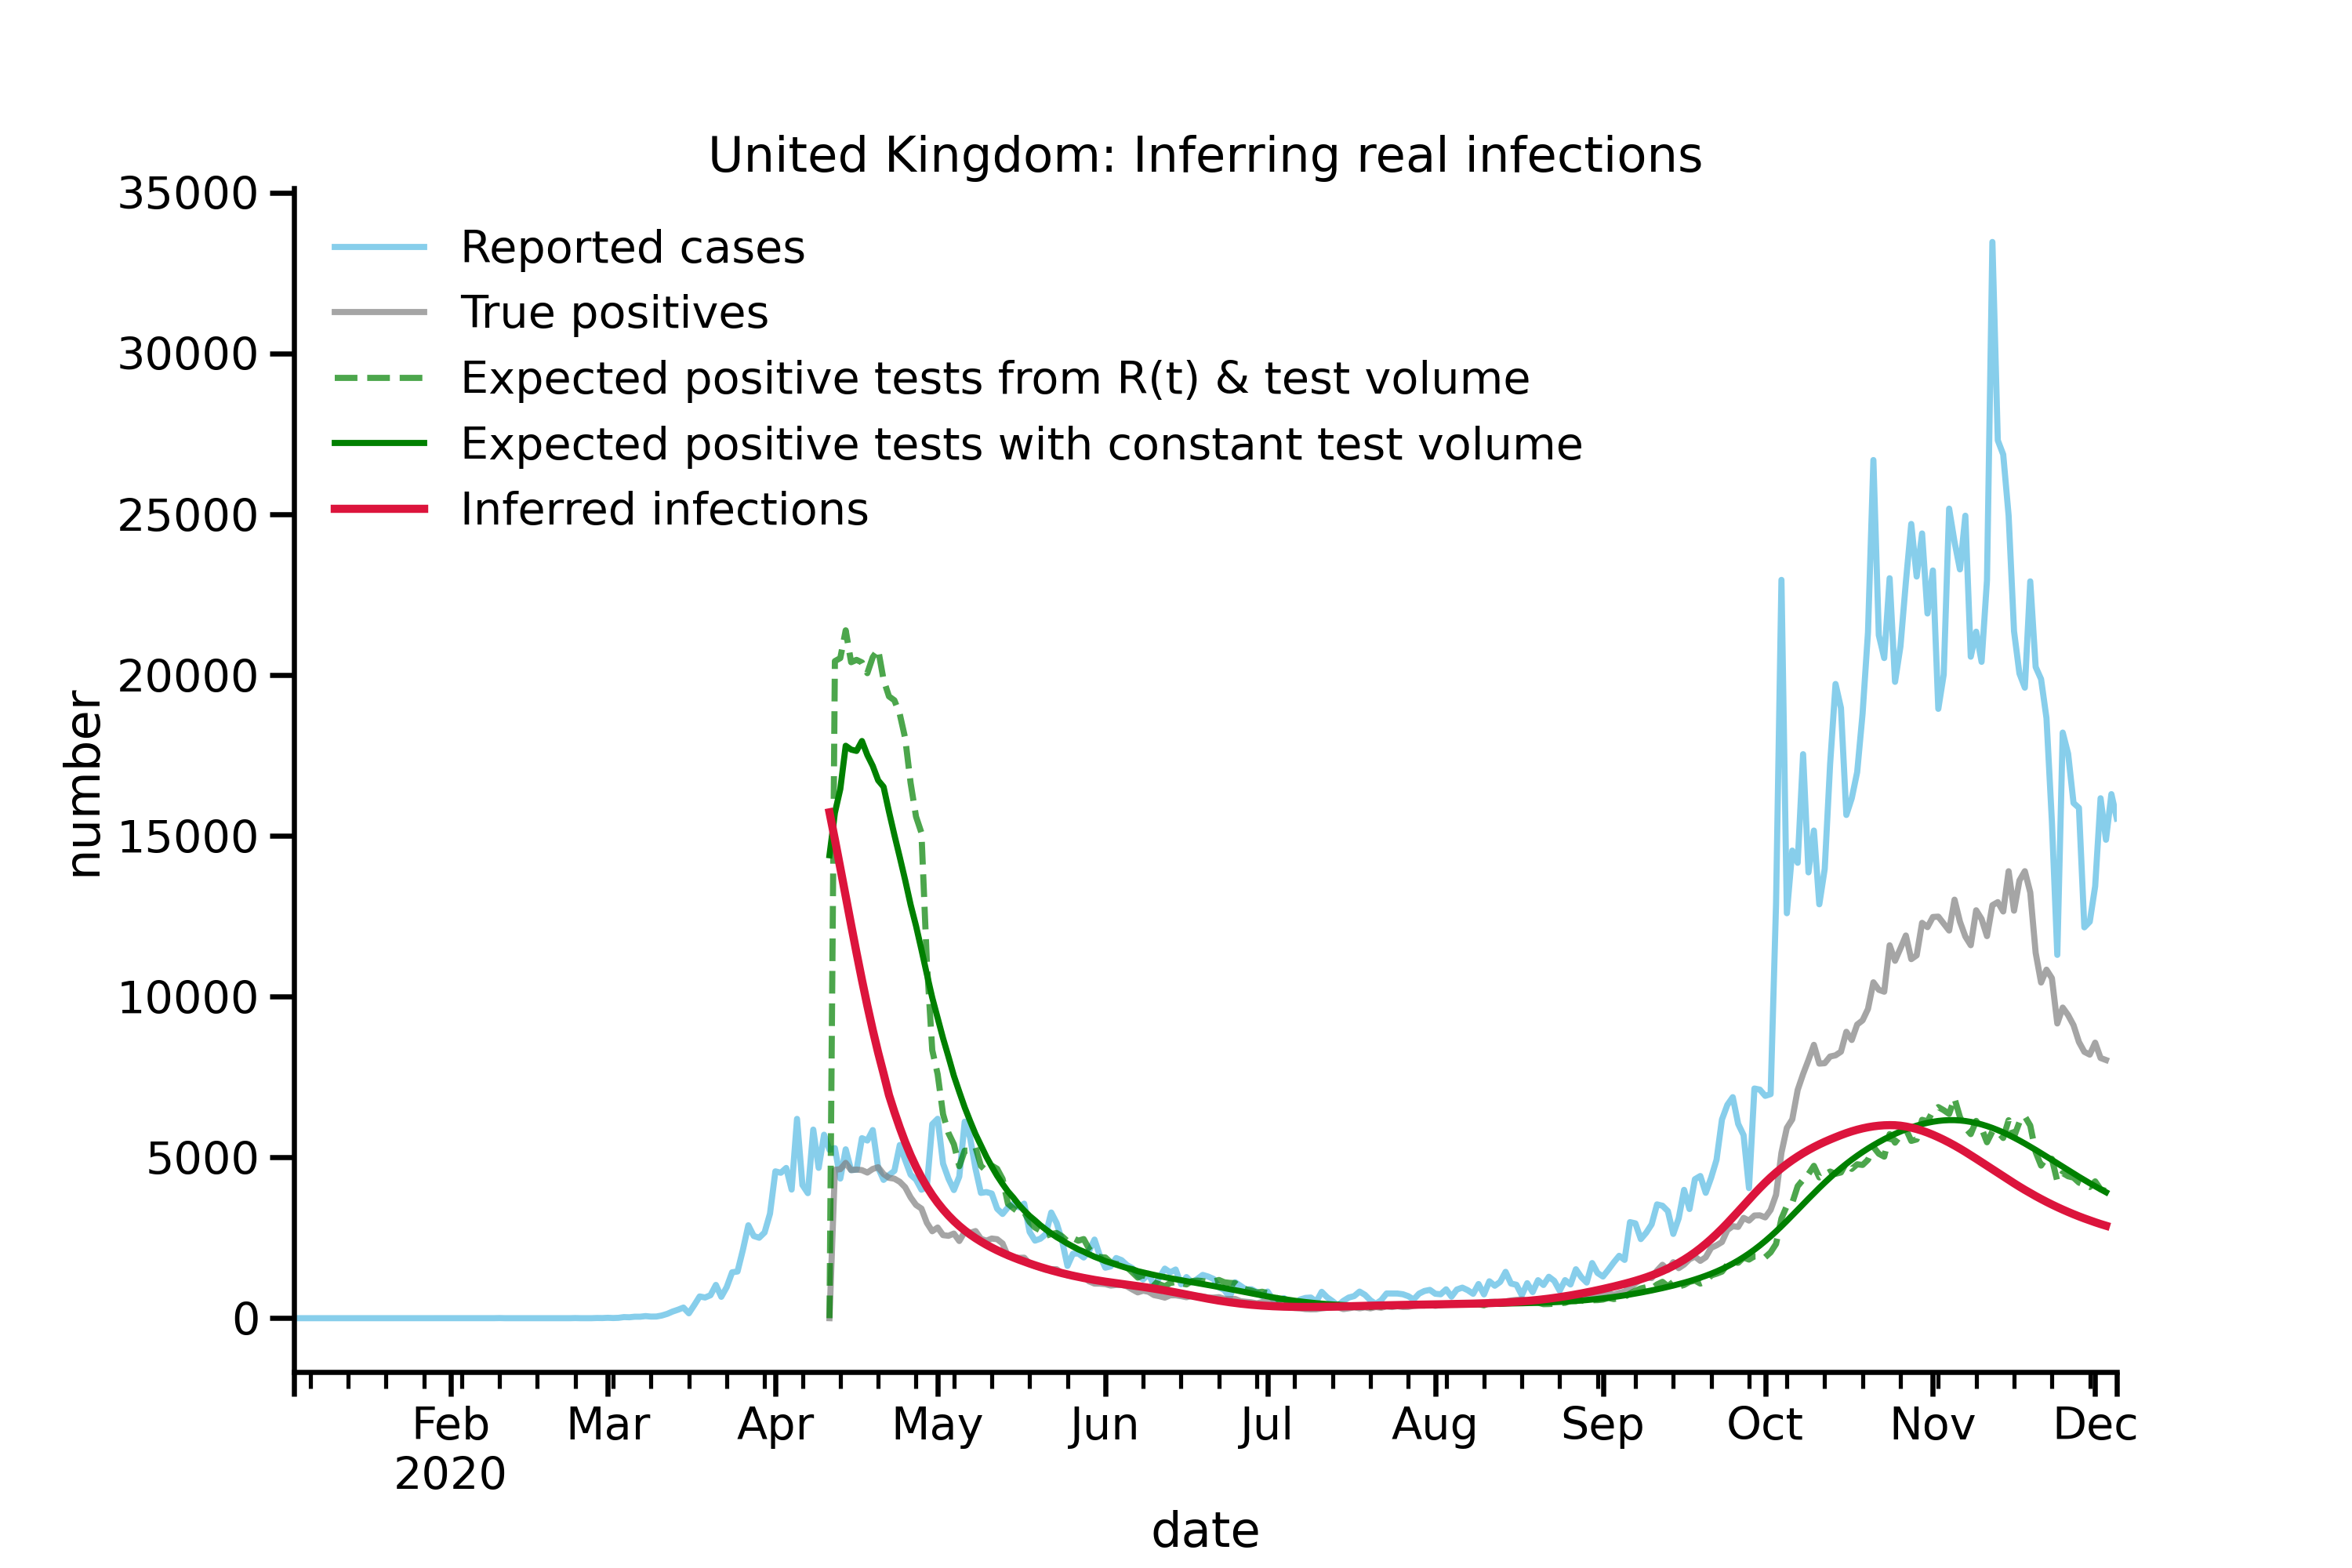 United Kingdom: Inferring real infections
35000
30000
25000
20000
15000
10000
5000
0
number
Reported cases
True positives
Expected positive tests from R(t) & test volume
Expected positive tests with constant test volume
Inferred infections
Feb Mar Apr May Jun Jul Aug Sep Oct Nov Dec
2020
date